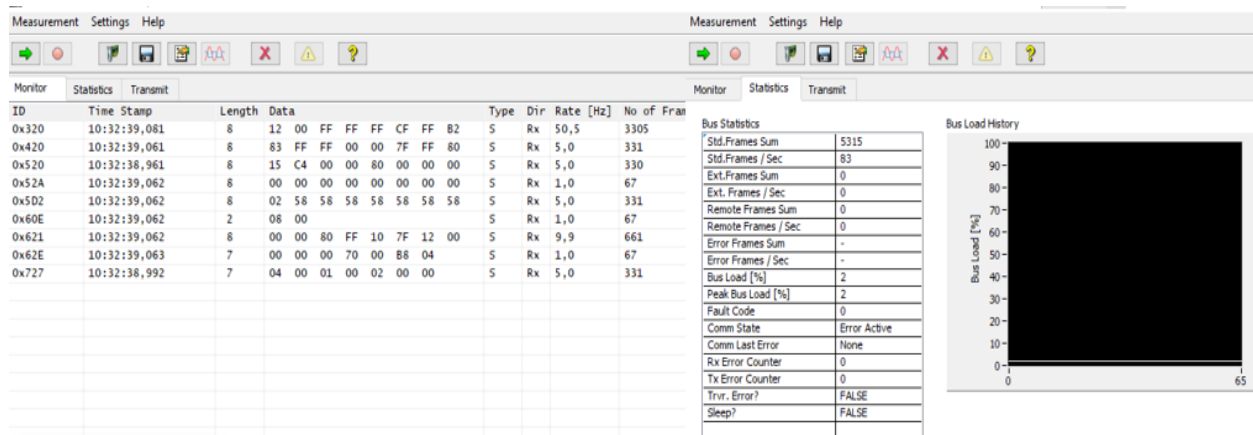 Measurement Settings Help
Monitor Statistics Transmit
ID Time Stamp Length Data Type Dir Rate [Hz] No of Fram
0x320 10:32:39,081 8 12 00 FF FF FF CF FF B2 S Rx 50,5 3305
0x420 10:32:39,061 8 83 FF FF 00 00 7F FF 80 S Rx 5,0 331
0x520 10:32:38,961 8 15 C4 00 00 80 00 00 00 S Rx 5,0 330
0x52A 10:32:39,062 8 00 00 00 00 00 00 00 00 S Rx 1,0 67
0x5D2 10:32:39,062 8 02 58 58 58 58 58 58 58 S Rx 5,0 331
0x60E 10:32:39,062 2 08 00 S Rx 1,0 67
0x621 10:32:39,062 8 00 00 80 FF 10 7F 12 00 S Rx 9,9 661
0x62E 10:32:39,063 7 00 00 00 70 00 B8 04 S Rx 1,0 67
0x727 10:32:38,992 7 04 00 01 00 02 00 00 S Rx 5,0 331
Measurement Settings Help
Monitor Statistics Transmit
Bus Statistics
Std.Frames Sum 5315
Std.Frames / Sec 83
Ext.Frames Sum 0
Ext. Frames / Sec 0
Remote Frames Sum 0
Remote Frames / Sec 0
Error Frames Sum -
Error Frames / Sec -
Bus Load [%] 2
Peak Bus Load [%] 2
Fault Code 0
Comm State Error Active
Comm Last Error None
Rx Error Counter 0
Tx Error Counter 0
Trvr. Error? FALSE
Sleep? FALSE
Bus Load History
Bus Load [%]
100
90
80
70
60
50
40
30
20
10
0
0 65